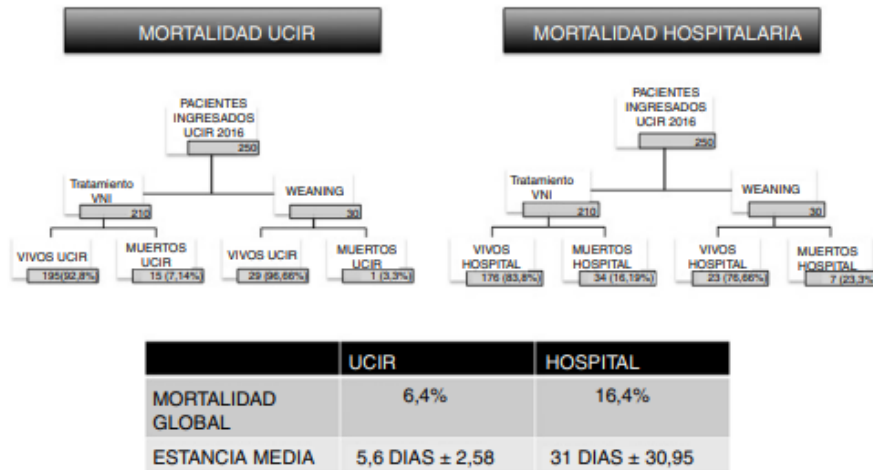 MORTALIDAD UCIR
PACIENTES
INGRESADOS
UCIR 2016
250
Tratamiento
VNI
210
WEANING
30
VIVOS UCIR
195(92,8%)
MUERTOS
UCIR
15 (7,14%)
VIVOS UCIR
29 (96,66%)
MUERTOS
UCIR
1 (3,3%)
MORTALIDAD HOSPITALARIA
PACIENTES
INGRESADOS
UCIR 2016
250
Tratamiento
VNI
210
WEANING
30
VIVOS
HOSPITAL
176 (83,8%)
MUERTOS
HOSPITAL
34 (16,19%)
VIVOS
HOSPITAL
23 (76,66%)
MUERTOS
HOSPITAL
7 (23,3%
UCIR HOSPITAL
MORTALIDAD 6,4% 16,4%
GLOBAL
ESTANCIA MEDIA 5,6 DIAS ± 2,58 31 DIAS ± 30,95